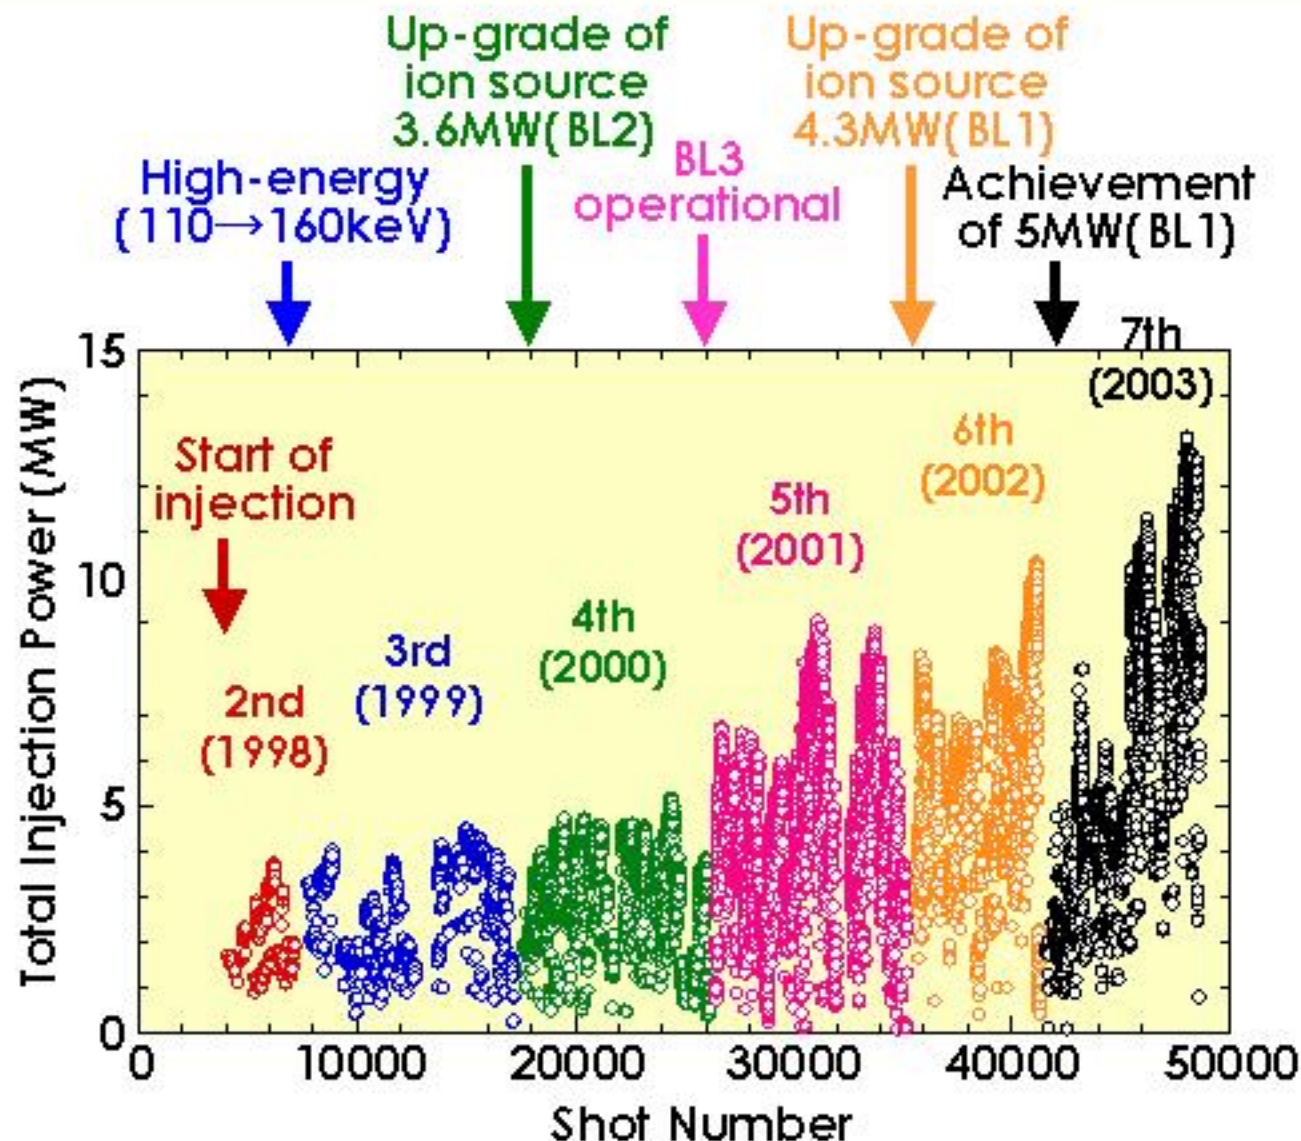 Up-grade of
ion source
3.6MW(BL2)
Up-grade of
ion source
4.3MW(BL1)
High-energy
(110→160keV)
BL3
operational
Achievement
of 5MW(BL1)
7th
(2003)
Start of
injection
6th
(2002)
5th
(2001)
4th
(2000)
3rd
(1999)
2nd
(1998)
Total Injection Power (MW)
15
10
5
0
0 10000 20000 30000 40000 50000
Shot Number